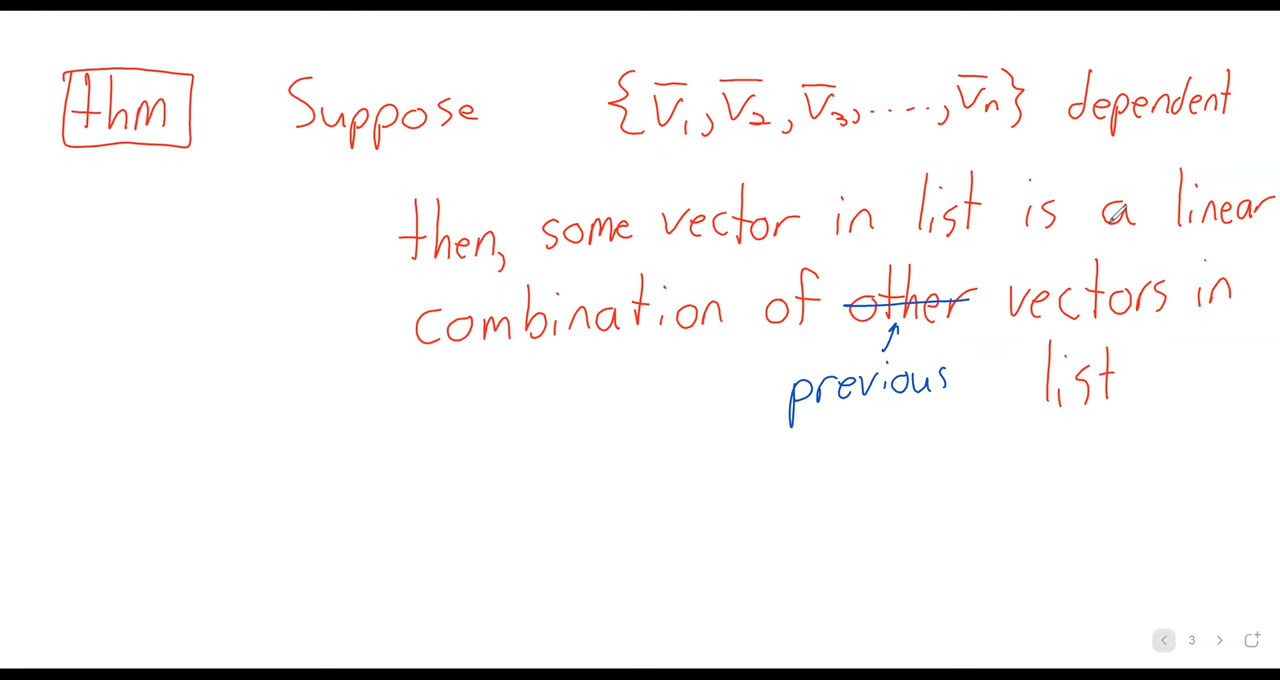 thm Suppose {v̅₁, v̅₂, v̅₃, ...., v̅ₙ} dependent
then, some vector in list is a linear
combination of other vectors in
previous list
3